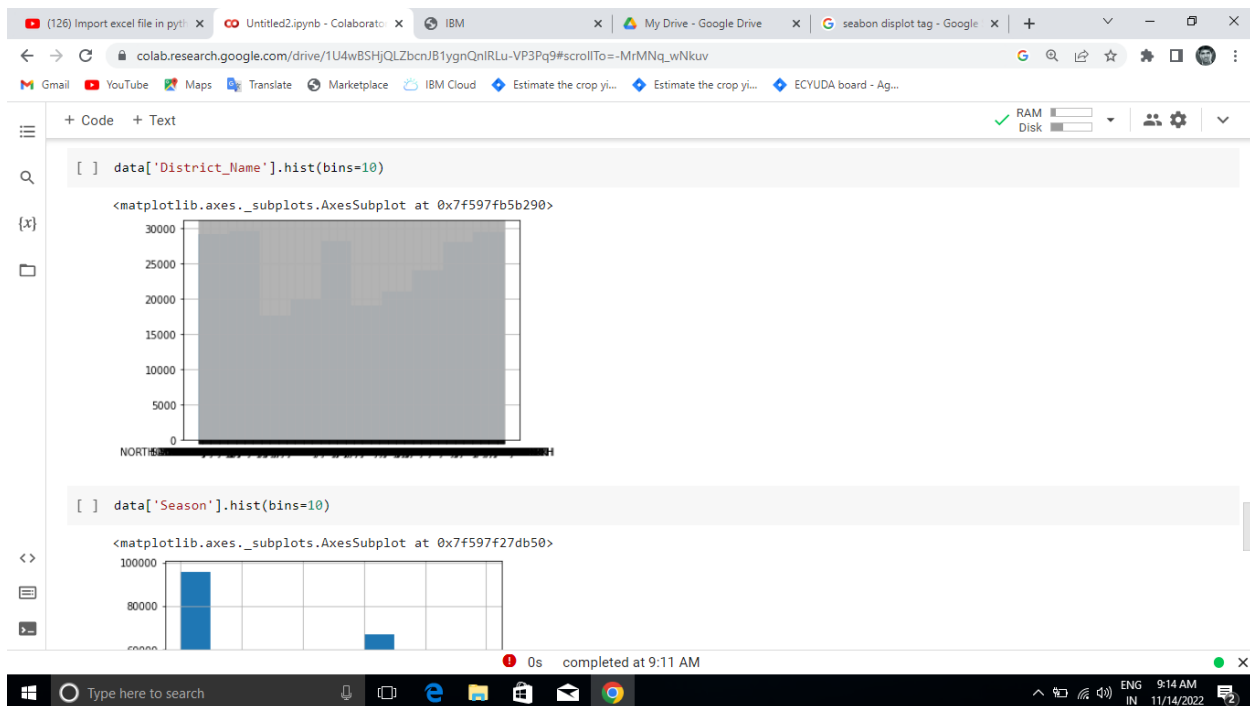 (126) Import excel file in pyth
Untitled2.ipynb - Colaborato
IBM
My Drive - Google Drive
seabon displot tag - Google
colab.research.google.com/drive/1U4wBSHjQLZbcnJB1ygnQnIRLu-VP3Pq9#scrollTo=-MrMNq_wNkuv
Gmail YouTube Maps Translate Marketplace IBM Cloud Estimate the crop yi... Estimate the crop yi... ECYUDA board - Ag...
+ Code + Text
RAM
Disk
[ ] data['District_Name'].hist(bins=10)
<matplotlib.axes._subplots.AxesSubplot at 0x7f597fb5b290>
30000
25000
20000
15000
10000
5000
0
[ ] data['Season'].hist(bins=10)
<matplotlib.axes._subplots.AxesSubplot at 0x7f597f27db50>
100000
80000
60000
0s completed at 9:11 AM
Type here to search
ENG
IN
9:14 AM
11/14/2022
2